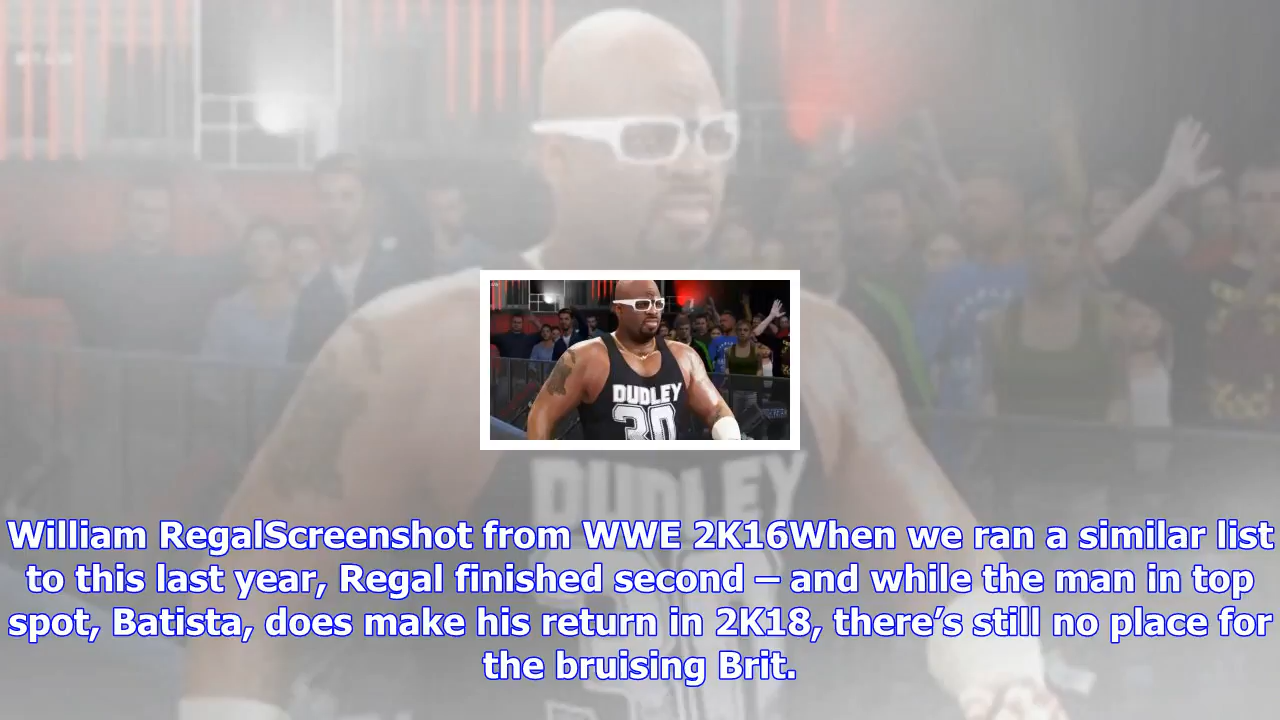 DUDLEY
30
DUDLEY
William RegalScreenshot from WWE 2K16When we ran a similar list
to this last year, Regal finished second – and while the man in top
spot, Batista, does make his return in 2K18, there’s still no place for
the bruising Brit.